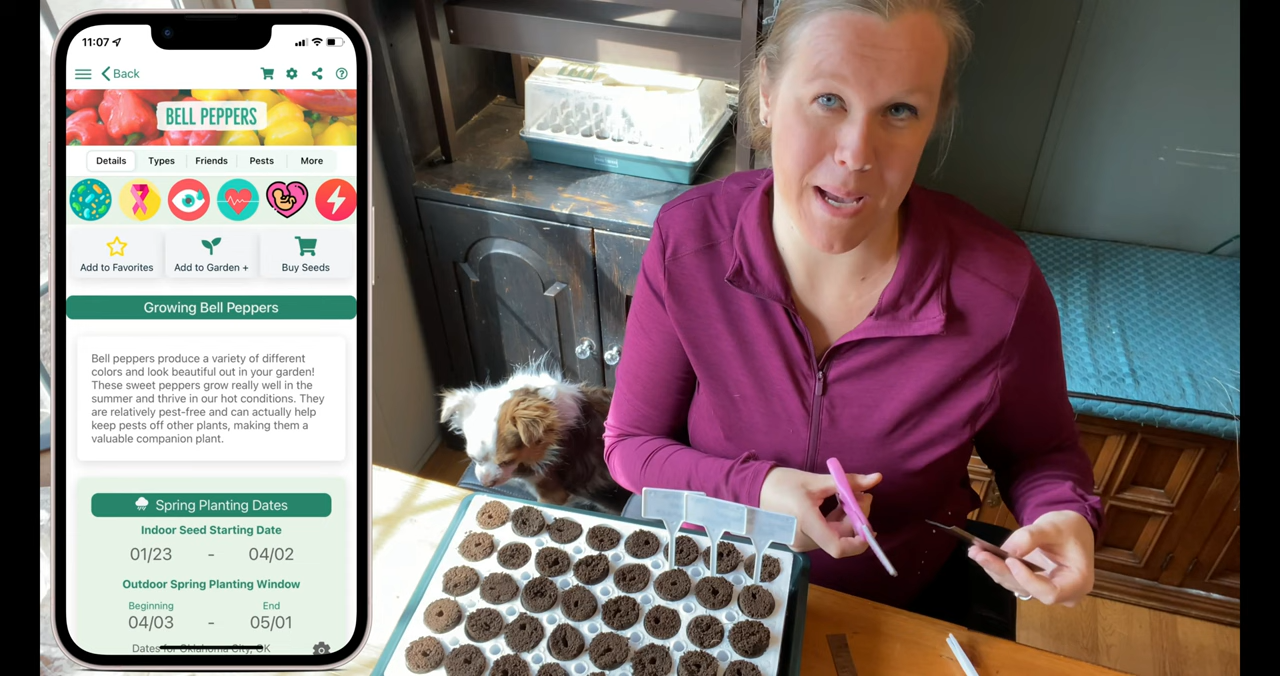 11:07
Back
BELL PEPPERS
Details Types Friends Pests More
Add to Favorites Add to Garden + Buy Seeds
Growing Bell Peppers
Bell peppers produce a variety of different
colors and look beautiful out in your garden!
These sweet peppers grow really well in the
summer and thrive in our hot conditions. They
are relatively pest-free and can actually help
keep pests off other plants, making them a
valuable companion plant.
Spring Planting Dates
Indoor Seed Starting Date
01/23 - 04/02
Outdoor Spring Planting Window
Beginning End
04/03 - 05/01
Dates for Oklahoma City, OK